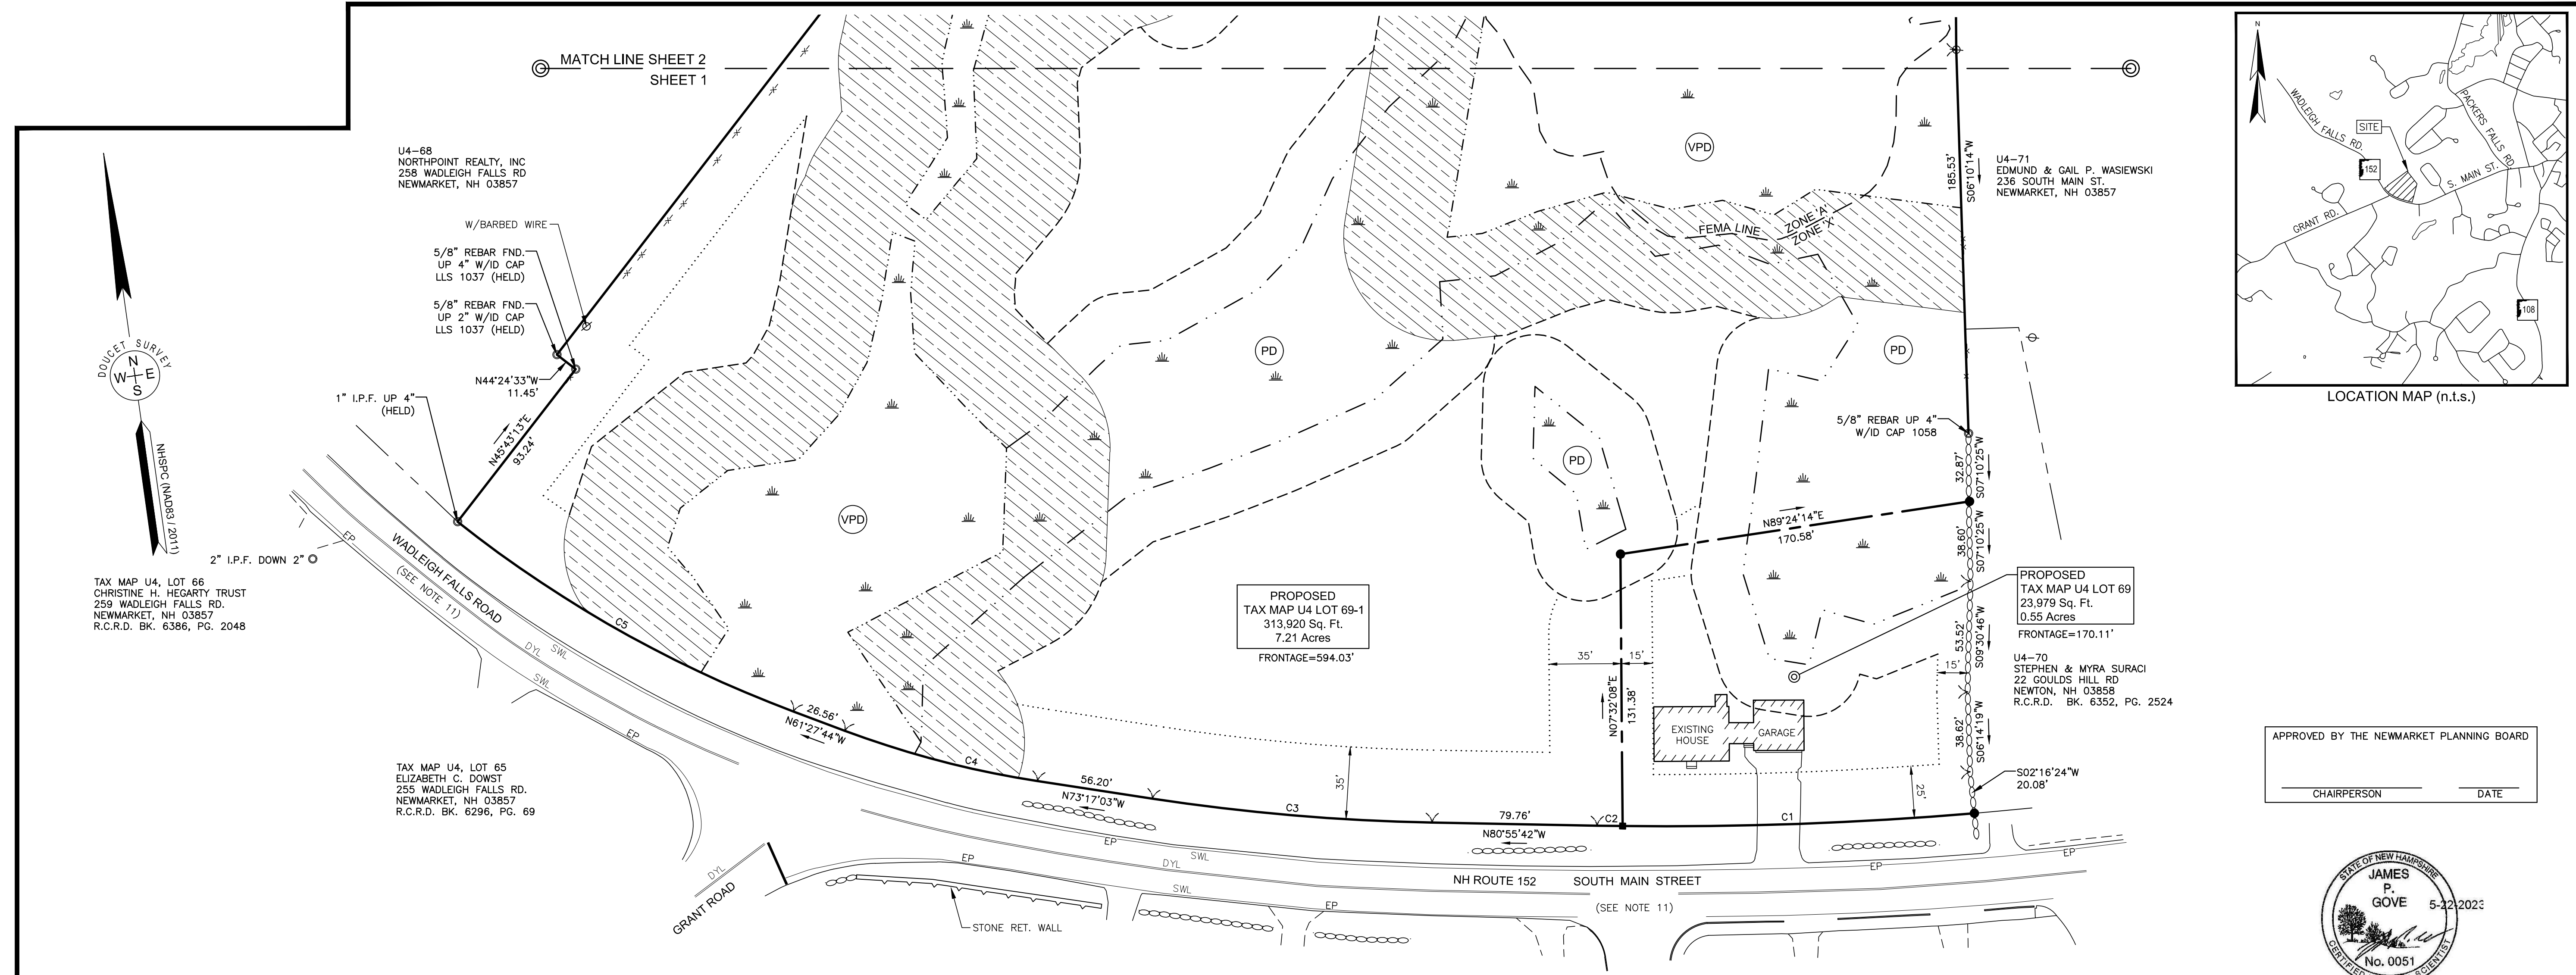 MATCH LINE SHEET 2
SHEET 1
U4-68
NORTHPOINT REALTY, INC
258 WADLEIGH FALLS RD
NEWMARKET, NH 03857
W/BARBED WIRE
5/8" REBAR FND.
UP 4" W/ID CAP
LLS 1037 (HELD)
5/8" REBAR FND.
UP 2" W/ID CAP
LLS 1037 (HELD)
N44°24'33"W
11.45'
1" I.P.F. UP 4"
(HELD)
N45°43'13"E
93.24'
DOUCET SURVEY
N
W E
S
NHSPC (NAD83 / 2011)
2" I.P.F. DOWN 2"
TAX MAP U4, LOT 66
CHRISTINE H. HEGARTY TRUST
259 WADLEIGH FALLS RD.
NEWMARKET, NH 03857
R.C.R.D. BK. 6386, PG. 2048
EP
WADLEIGH FALLS ROAD
(SEE NOTE 11)
DYL
SWL
SWL
EP
C5
TAX MAP U4, LOT 65
ELIZABETH C. DOWST
255 WADLEIGH FALLS RD.
NEWMARKET, NH 03857
R.C.R.D. BK. 6296, PG. 69
VPD
26.56'
N61°27'44"W
C4
56.20'
N73°17'03"W
C3
35'
79.76'
N80°55'42"W
C2
C1
EP
DYL
SWL
EP
SWL
EP
EP
EP
DYL
GRANT ROAD
STONE RET. WALL
NH ROUTE 152
SOUTH MAIN STREET
(SEE NOTE 11)
PD
PD
VPD
PD
FEMA LINE
ZONE 'A'
ZONE 'X'
PROPOSED
TAX MAP U4 LOT 69-1
313,920 Sq. Ft.
7.21 Acres
FRONTAGE=594.03'
35'
15'
N07°32'08"E
131.38'
N89°24'14"E
170.58'
EXISTING
HOUSE
GARAGE
15'
25'
185.53'
S06°10'14"W
U4-71
EDMUND & GAIL P. WASIEWSKI
236 SOUTH MAIN ST.
NEWMARKET, NH 03857
5/8" REBAR UP 4"
W/ID CAP 1058
32.87'
S07°10'25"W
38.60'
S07°10'25"W
53.52'
S09°30'46"W
38.62'
S06°14'19"W
S02°16'24"W
20.08'
PROPOSED
TAX MAP U4 LOT 69
23,979 Sq. Ft.
0.55 Acres
FRONTAGE=170.11'
U4-70
STEPHEN & MYRA SURACI
22 GOULDS HILL RD
NEWTON, NH 03858
R.C.R.D. BK. 6352, PG. 2524
N
WADLEIGH FALLS RD.
SITE
152
PACKERS FALLS RD
S. MAIN ST.
GRANT RD.
108
LOCATION MAP (n.t.s.)
APPROVED BY THE NEWMARKET PLANNING BOARD
CHAIRPERSON
DATE
STATE OF NEW HAMPSHIRE
JAMES
P.
GOVE
5-22-2023
No. 0051
CERTIFIED
SCIENTIST